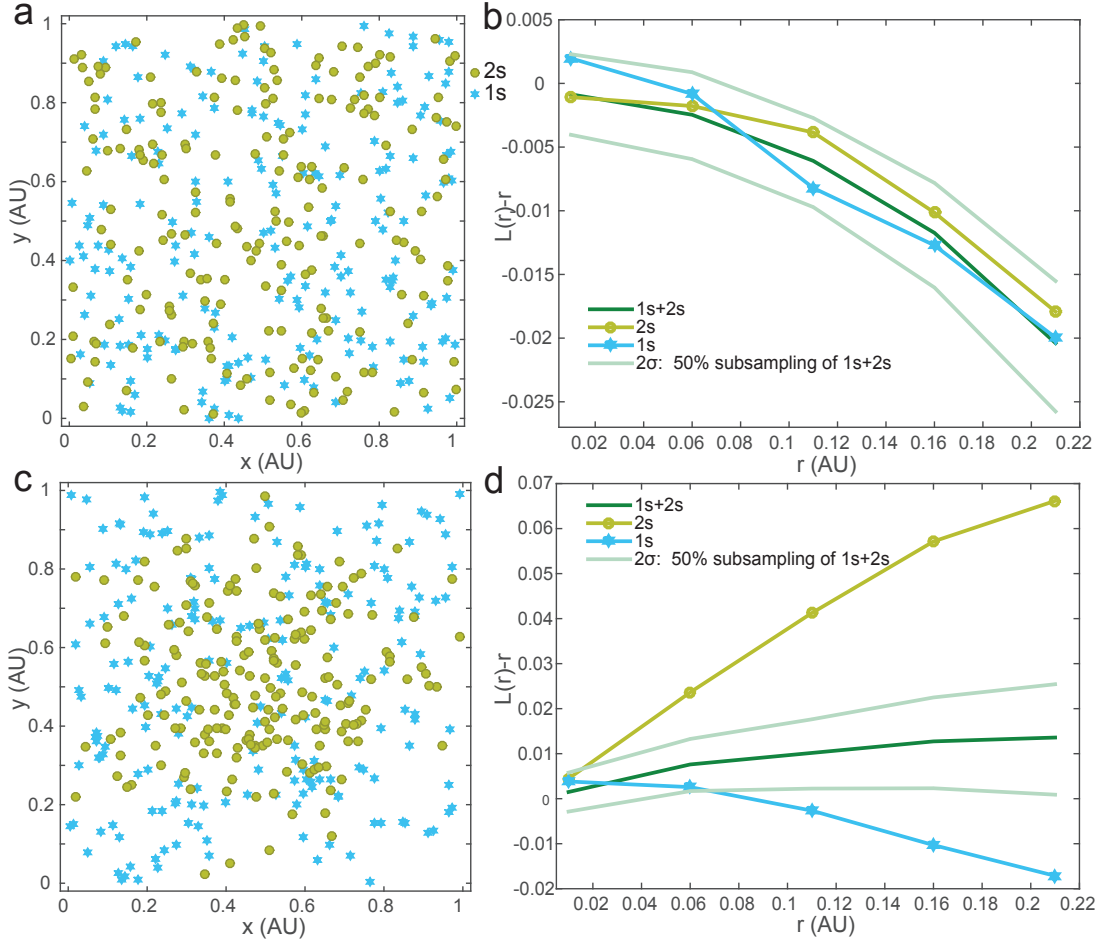 a
1
0.8
0.6
0.4
0.2
0
y (AU)
0
0.2
0.4
0.6
0.8
1
x (AU)
2s
1s
b
0.005
0
-0.005
-0.01
-0.015
-0.02
-0.025
L(r)-r
1s+2s
2s
1s
2σ: 50% subsampling of 1s+2s
0.02 0.04 0.06 0.08 0.1 0.12 0.14 0.16 0.18 0.2 0.22
r (AU)
c
1
0.8
0.6
0.4
0.2
0
y (AU)
0
0.2
0.4
0.6
0.8
1
x (AU)
d
0.07
0.06
0.05
0.04
0.03
0.02
0.01
0
-0.01
-0.02
L(r)-r
1s+2s
2s
1s
2σ: 50% subsampling of 1s+2s
0.02 0.04 0.06 0.08 0.1 0.12 0.14 0.16 0.18 0.2 0.22
r (AU)